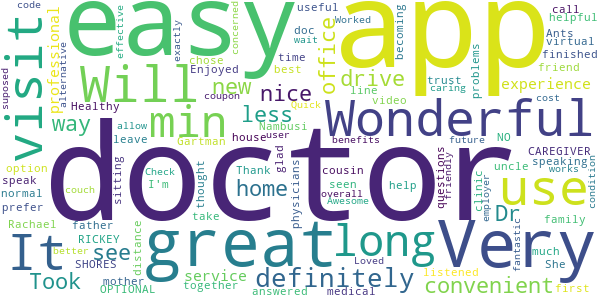 suposed
code
alternative
professional
effective
exactly
easy
chose
Enjoyed
coupon
concerned
useful
doc
wait
time
best
Worked
becoming
office
app
call
helpful
Ants
virtual
finished
friend
problems
visit
Will
new
nice
drive
line
video
trust
caring
experience
cost
Healthy
way
min
less
Quick
Wonderful
leave
Gartman
Nambusi
house
user
allow
benefits
future
NO
works
option
speak
normal
prefer
sitting
couch
Check
I'm
thought
home
Thank
glad
physicians
cousin
seen
overall
Awesome
help
doctor
questions
friendly
CAREGIVER
speaking
uncle
clinic
employer
use
condition
Rachael
father
RICKEY
distance
take
great
long
Very
Dr
fantastic
family
It
see
SHORES
Took
mother
OPTIONAL
better
service
together
definitely
answered
Loved
medical
listened
convenient
much
She
first